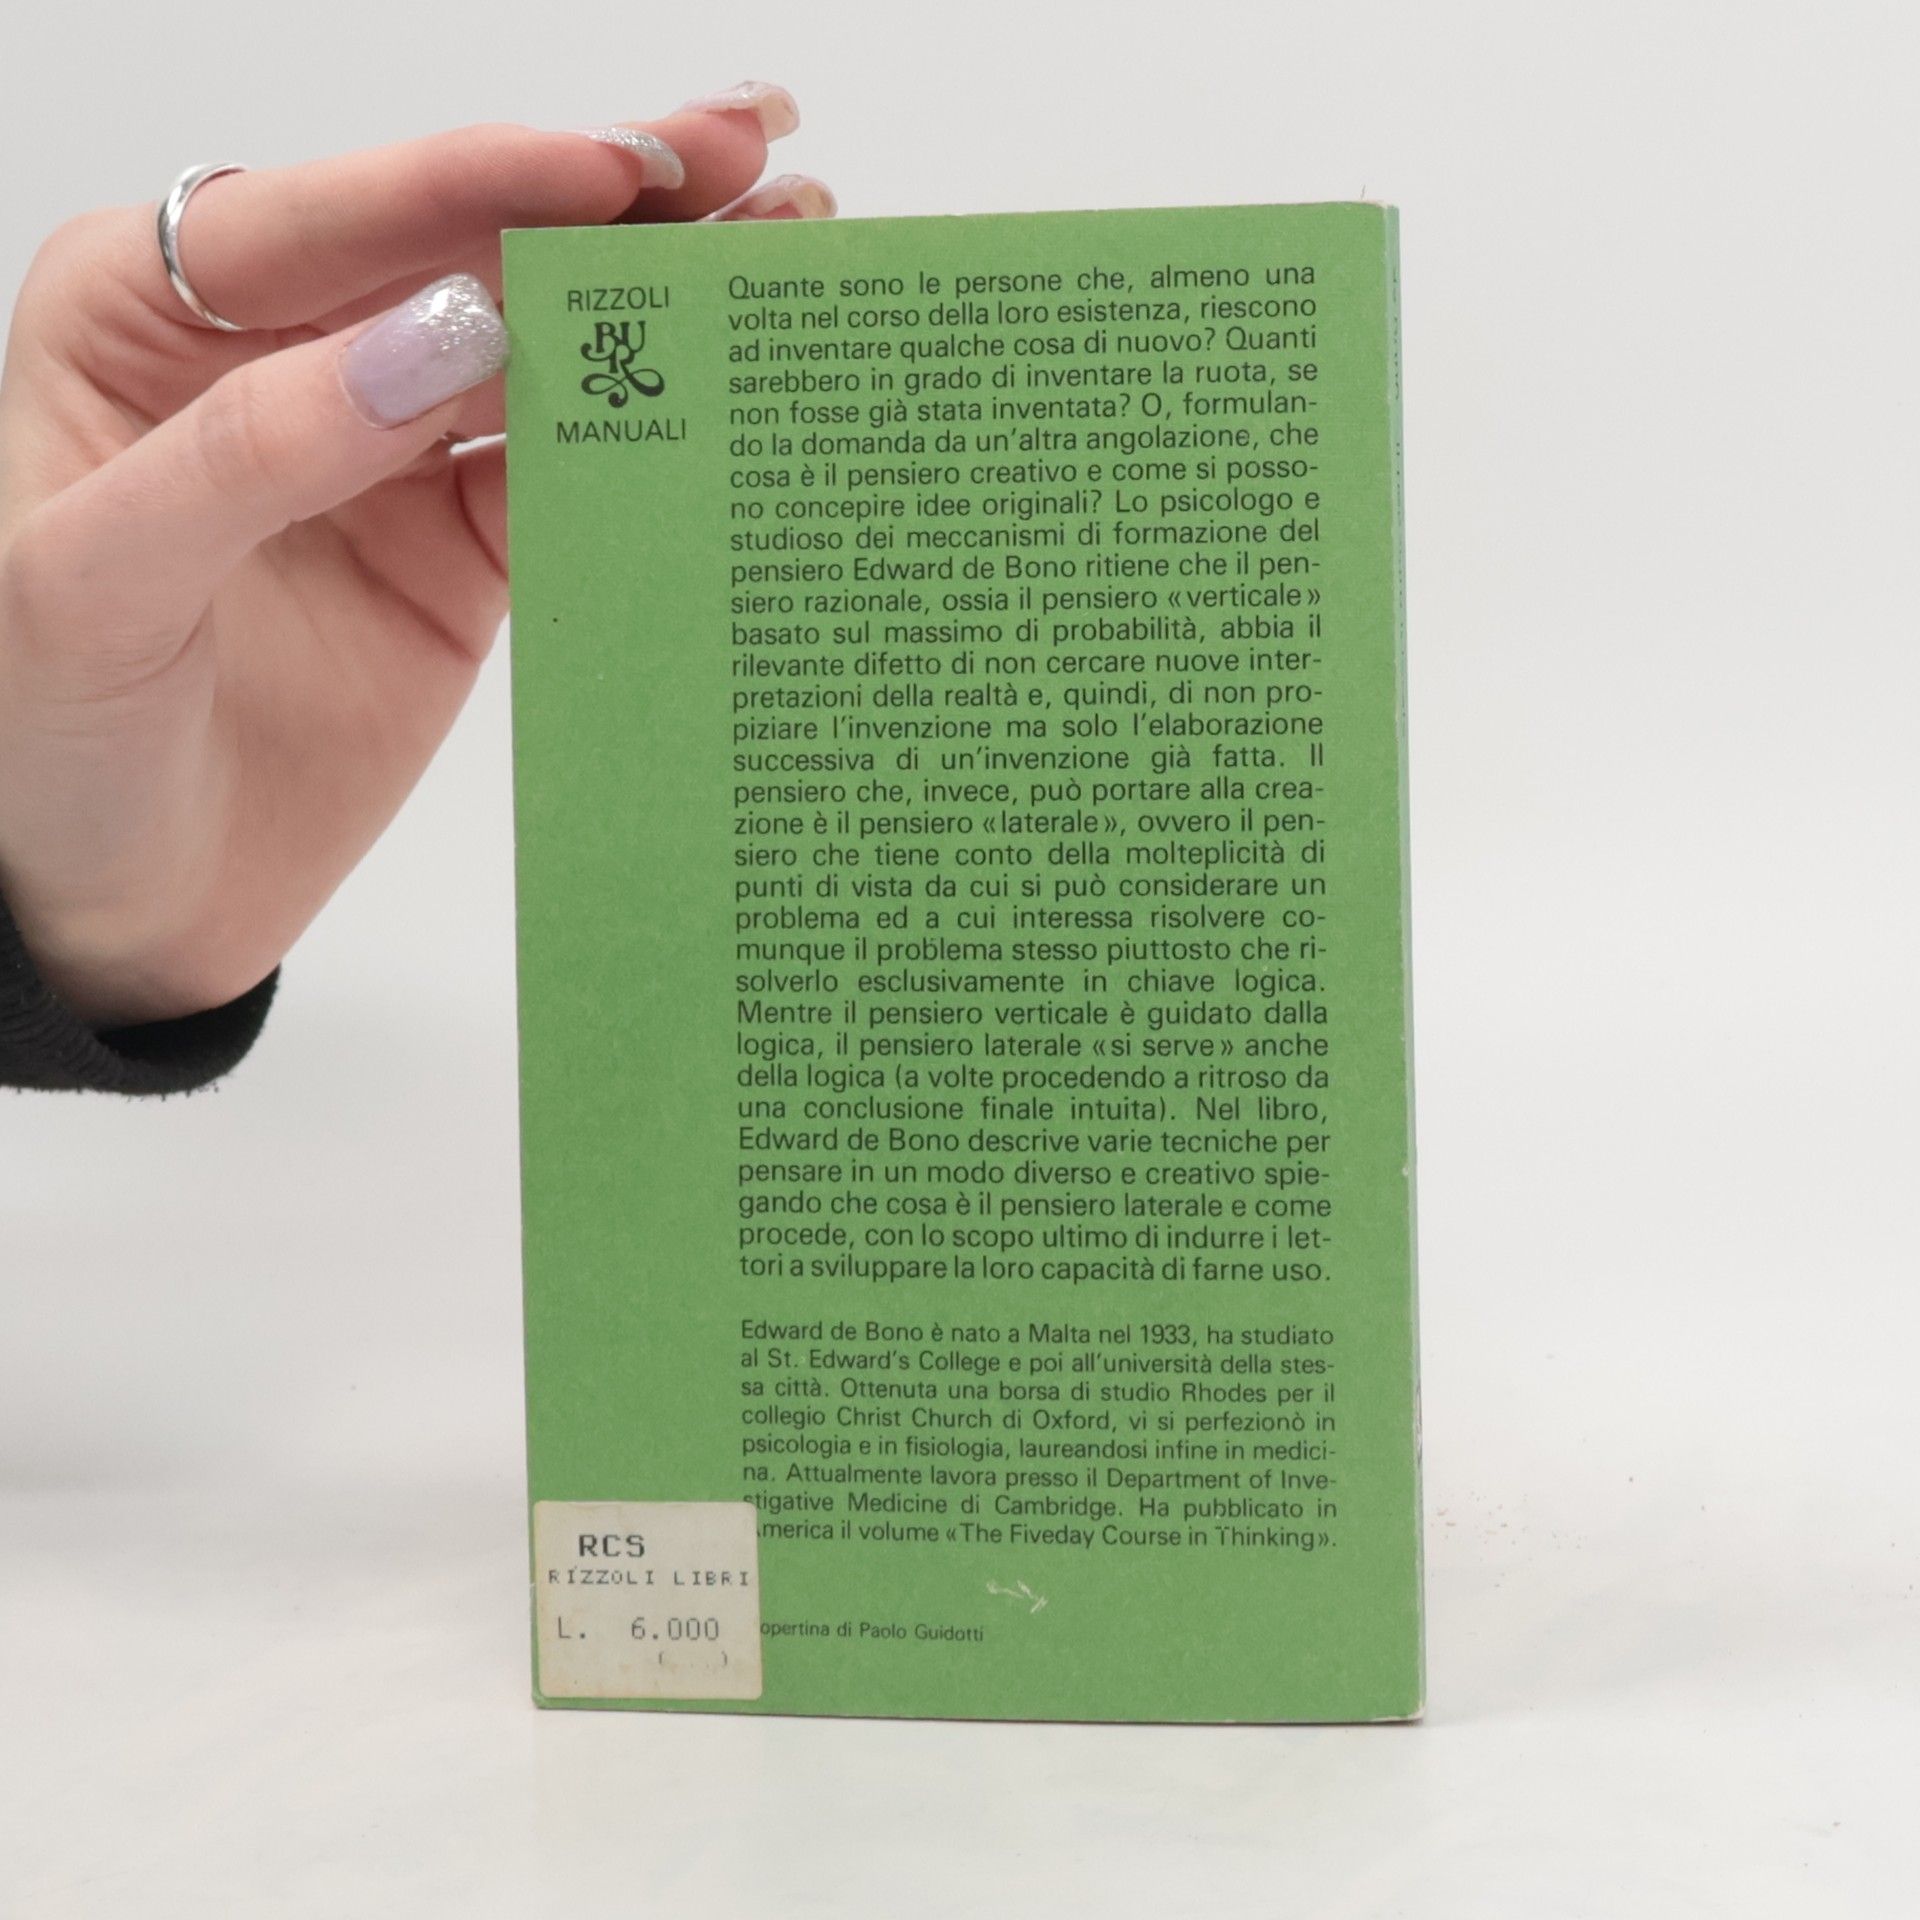 RIZZOLI
BUR
MANUALI
Quante sono le persone che, almeno una
volta nel corso della loro esistenza, riescono
ad inventare qualche cosa di nuovo? Quanti
sarebbero in grado di inventare la ruota, se
non fosse già stata inventata? O, formulan-
do la domanda da un'altra angolazione, che
cosa è il pensiero creativo e come si posso-
no concepire idee originali? Lo psicologo e
studioso dei meccanismi di formazione del
pensiero Edward de Bono ritiene che il pen-
siero razionale, ossia il pensiero «verticale»
basato sul massimo di probabilità, abbia il
rilevante difetto di non cercare nuove inter-
pretazioni della realtà e, quindi, di non pro-
piziare l'invenzione ma solo l'elaborazione
successiva di un'invenzione già fatta. Il
pensiero che, invece, può portare alla crea-
zione è il pensiero «laterale», ovvero il pen-
siero che tiene conto della molteplicità di
punti di vista da cui si può considerare un
problema ed a cui interessa risolvere co-
munque il problema stesso piuttosto che ri-
solverlo esclusivamente in chiave logica.
Mentre il pensiero verticale è guidato dalla
logica, il pensiero laterale «si serve» anche
della logica (a volte procedendo a ritroso da
una conclusione finale intuita). Nel libro,
Edward de Bono descrive varie tecniche per
pensare in un modo diverso e creativo spie-
gando che cosa è il pensiero laterale e come
procede, con lo scopo ultimo di indurre i let-
tori a sviluppare la loro capacità di farne uso.
Edward de Bono è nato a Malta nel 1933, ha studiato
al St. Edward's College e poi all'università della stes-
sa città. Ottenuta una borsa di studio Rhodes per il
collegio Christ Church di Oxford, vi si perfezionò in
psicologia e in fisiologia, laureandosi infine in medici-
na. Attualmente lavora presso il Department of Inve-
stigative Medicine di Cambridge. Ha pubblicato in
merica il volume «The Fiveday Course in Thinking».
opertina di Paolo Guidotti
RCS
RIZZOLI LIBRI
L. 6.000